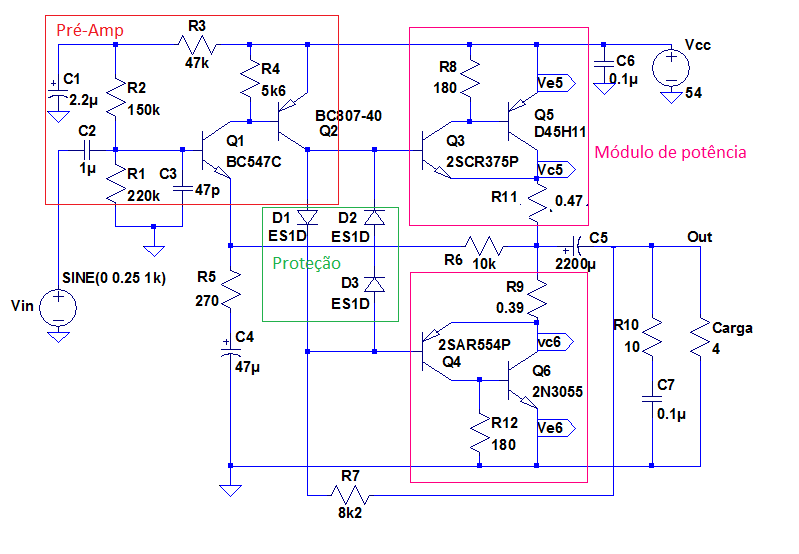 Pré-Amp
R3
47k
Vcc
54
C6
0.1µ
C1
2.2µ
R2
150k
R4
5k6
R8
180
Ve5
BC807-40
Q2
Q5
D45H11
C2
1µ
Q1
BC547C
Q3
2SCR375P
Módulo de potência
R1
220k
C3
47p
Vc5
R11
0.47
D1
ES1D
D2
ES1D
C5
2200µ
Out
Proteção
R6
10k
SINE(0 0.25 1k)
R5
270
D3
ES1D
R9
0.39
Vin
R10
10
Carga
4
C4
47µ
2SAR554P
Q4
vc6
Q6
2N3055
C7
0.1µ
R12
180
Ve6
R7
8k2